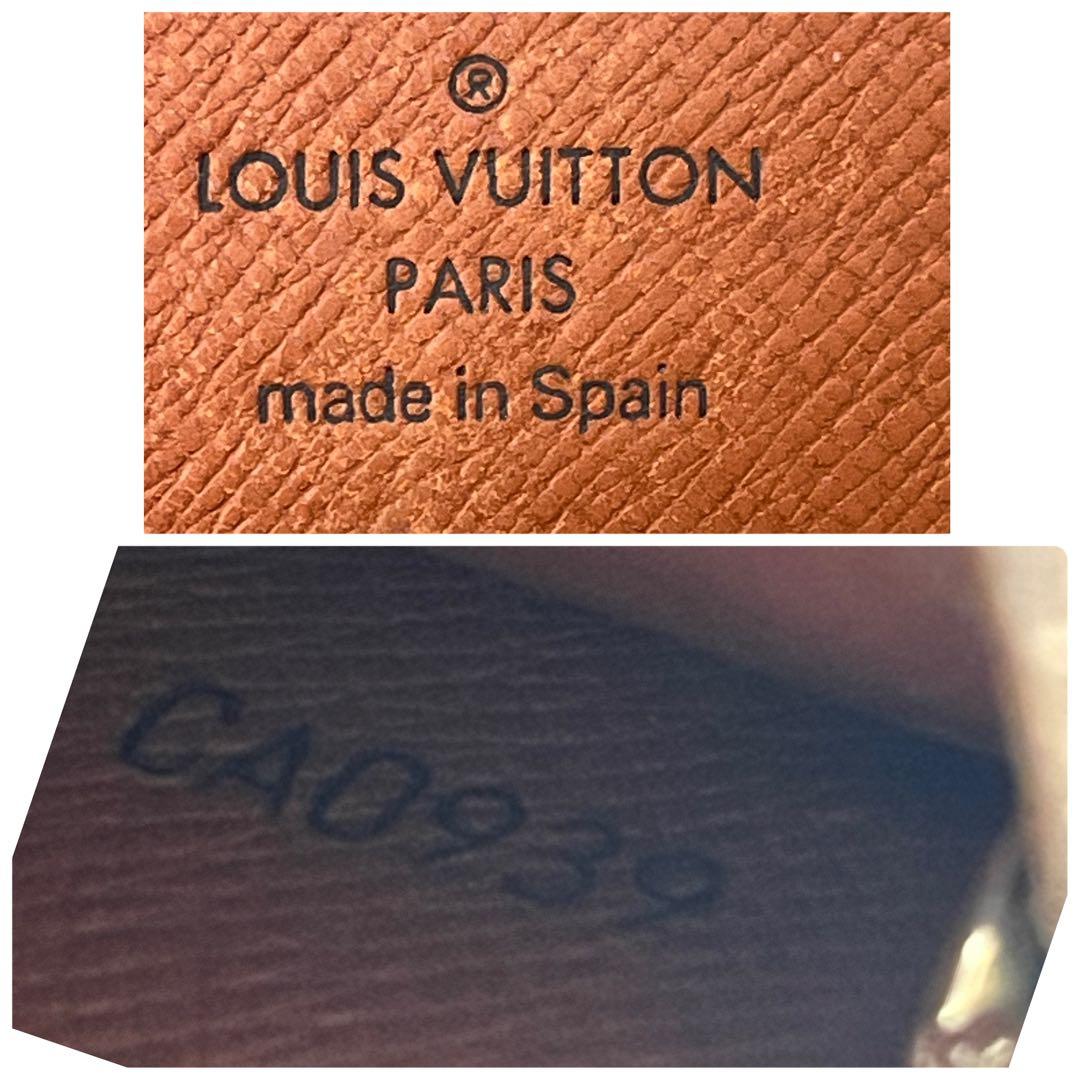 ®
LOUIS VUITTON
PARIS
made in Spain
CA0939